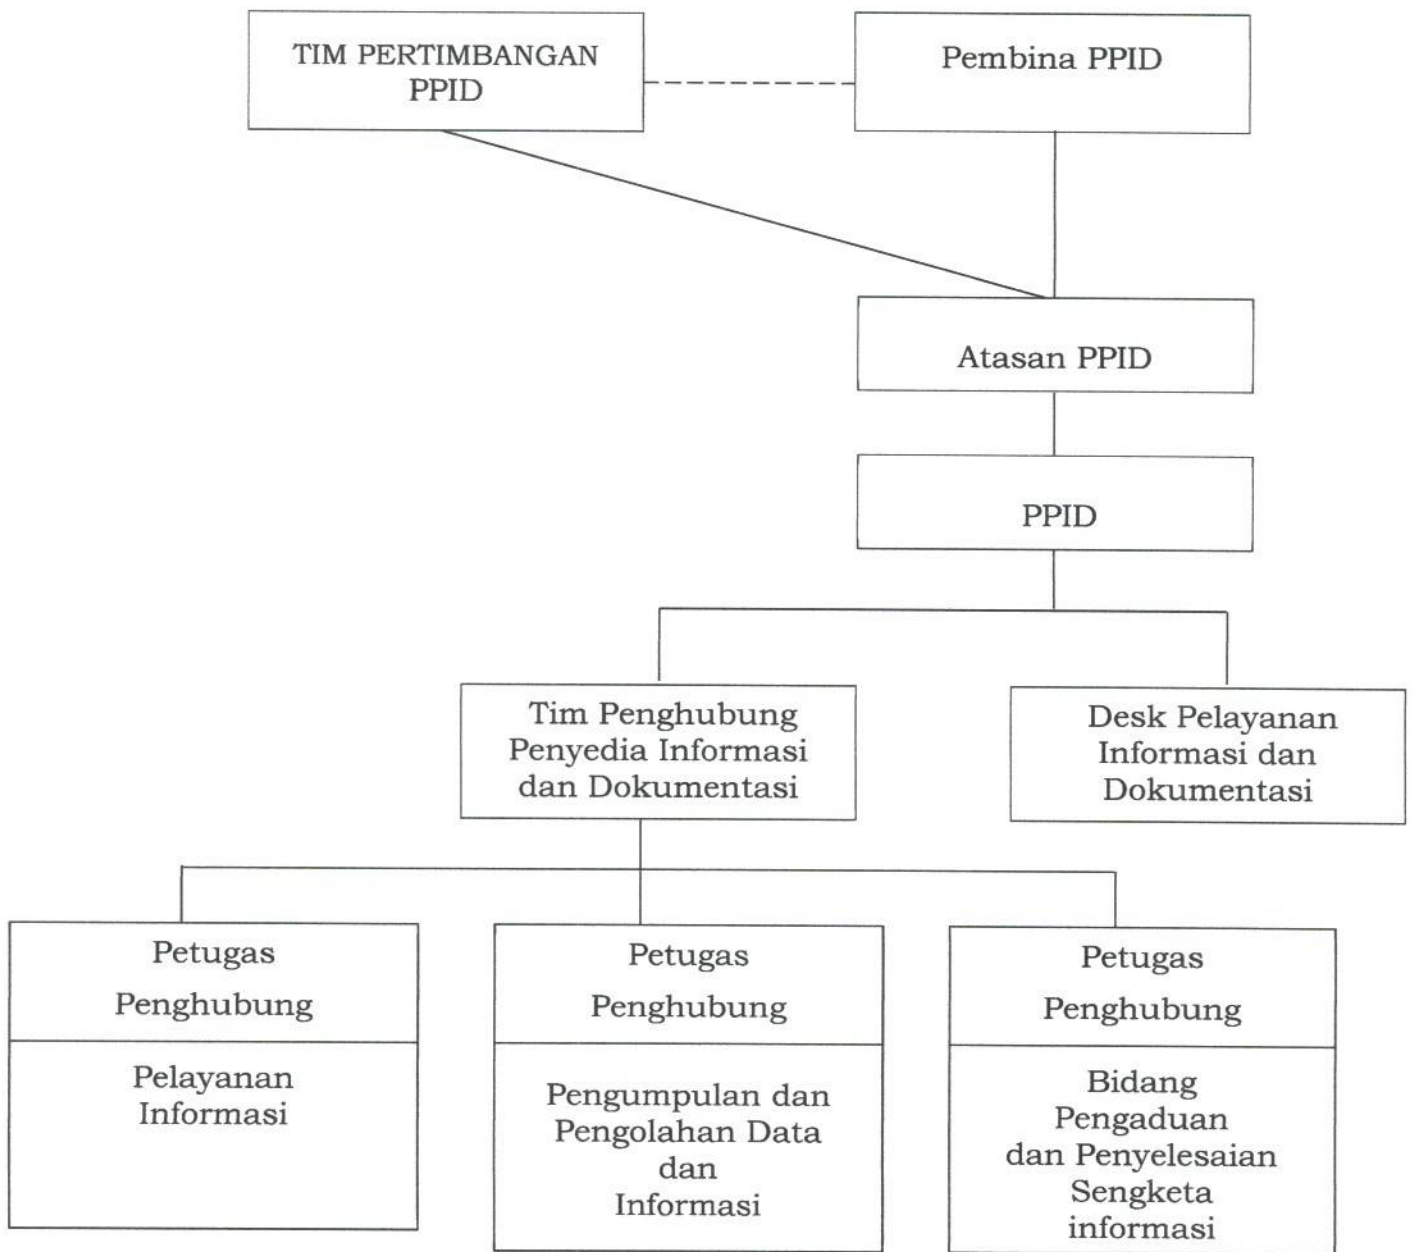 TIM PERTIMBANGAN
PPID
Pembina PPID
Atasan PPID
PPID
Tim Penghubung
Penyedia Informasi
dan Dokumentasi
Desk Pelayanan
Informasi dan
Dokumentasi
Petugas
Penghubung
Pelayanan
Informasi
Petugas
Penghubung
Pengumpulan dan
Pengolahan Data
dan
Informasi
Petugas
Penghubung
Bidang
Pengaduan
dan Penyelesaian
Sengketa
informasi